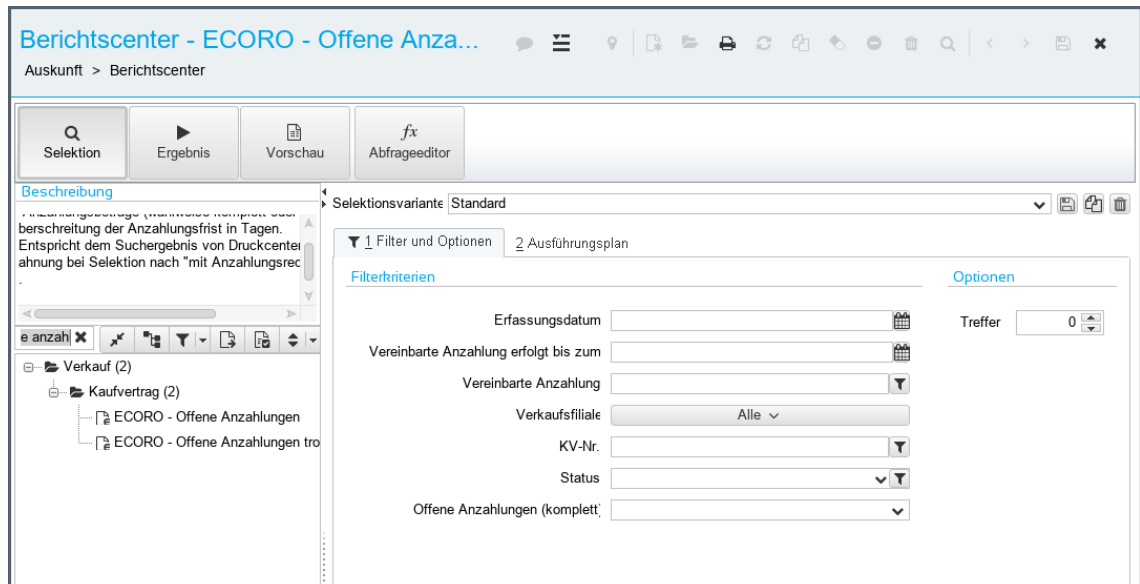 Berichtscenter - ECORO - Offene Anza...
Auskunft > Berichtscenter
Selektion
Ergebnis
Vorschau
fx
Abfrageeditor
Beschreibung
berschreitung der Anzahlungsfrist in Tagen.
Entspricht dem Suchergebnis von Druckcenter
ahnung bei Selektion nach "mit Anzahlungsrec
.
e anzah
Verkauf (2)
Kaufvertrag (2)
ECORO - Offene Anzahlungen
ECORO - Offene Anzahlungen tro
Selektionsvariante Standard
1 Filter und Optionen
2 Ausführungsplan
Filterkriterien
Erfassungsdatum
Vereinbarte Anzahlung erfolgt bis zum
Vereinbarte Anzahlung
Verkaufsfiliale Alle
KV-Nr.
Status
Offene Anzahlungen (komplett)
Optionen
Treffer 0